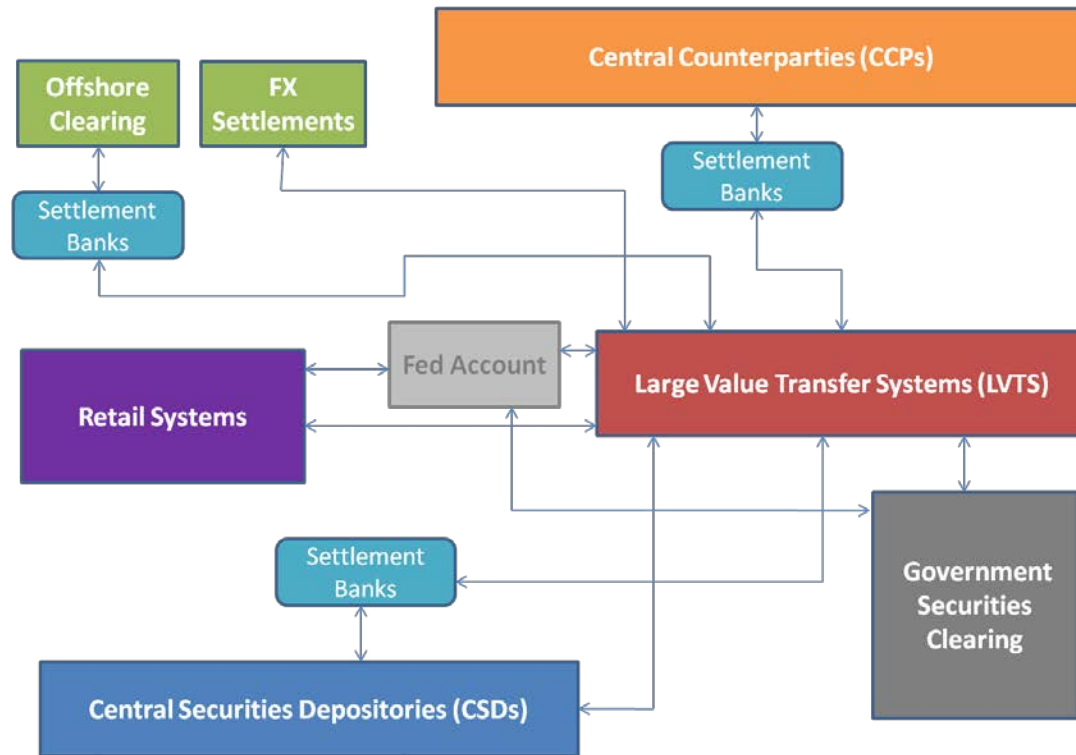 Central Counterparties (CCPs)
Offshore
Clearing
FX
Settlements
Settlement
Banks
Settlement
Banks
Fed Account
Large Value Transfer Systems (LVTS)
Retail Systems
Settlement
Banks
Government
Securities
Clearing
Central Securities Depositories (CSDs)